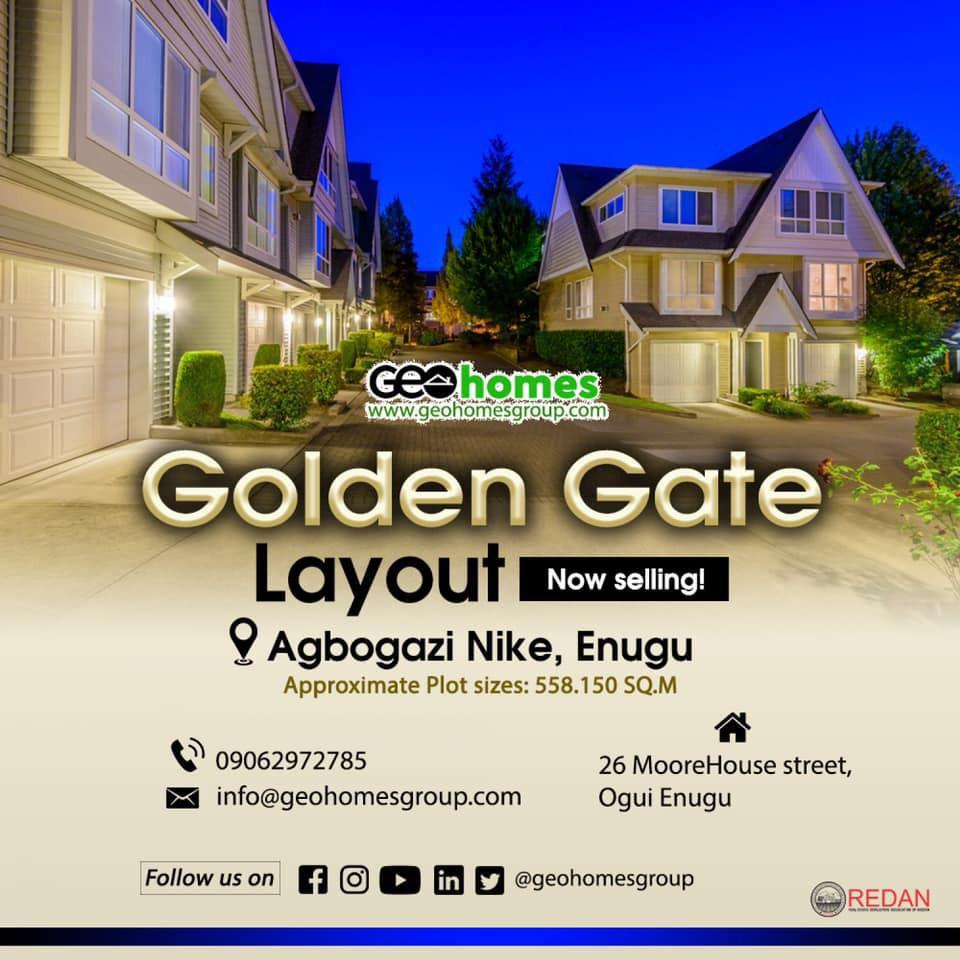 Geohomes
www.geohomesgroup.com
Golden Gate
Layout Now selling!
Agbogazi Nike, Enugu
Approximate Plot sizes: 558.150 SQ.M
09062972785
info@geohomesgroup.com
26 MooreHouse street,
Ogui Enugu
Follow us on @geohomesgroup
REDAN